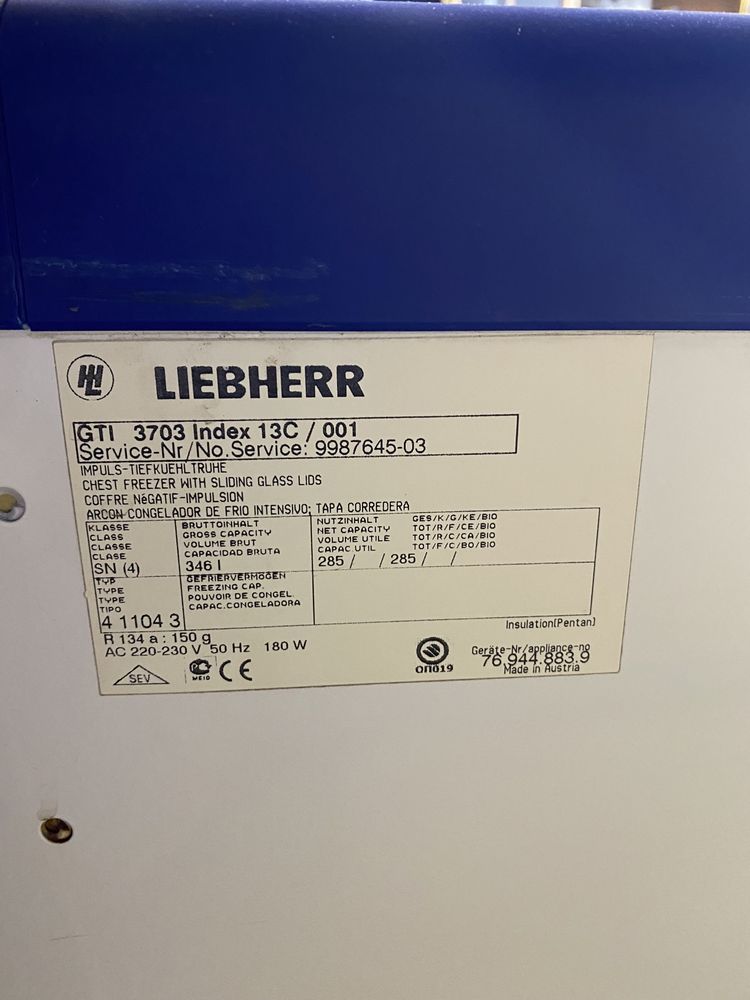 HL LIEBHERR
GTI 3703 Index 13C / 001
Service-Nr/No.Service: 9987645-03
IMPULS-TIEFKUEHLTRUHE
CHEST FREEZER WITH SLIDING GLASS LIDS
COFFRE NéGATIF-IMPULSION
ARCON CONGELADOR DE FRIO INTENSIVO; TAPA CORREDERA
KLASSE
CLASS
CLASSE
CLASE
SN (4)
BRUTTOINHALT
GROSS CAPACITY
VOLUME BRUT
CAPACIDAD BRUTA
346 l
NUTZINHALT GES/K/G/KE/BIO
NET CAPACITY TOT/R/F/CE/BIO
VOLUME UTILE TOT/R/C/CA/BIO
CAPAC.UTIL TOT/F/C/BO/BIO
285 / / 285 / /
TYP
TYPE
TYPE
TIPO
4 1104 3
GEFRIERVERMOGEN
FREEZING CAP.
POUVOIR DE CONGEL.
CAPAC.CONGELADORA
Insulation(Pentan)
R 134 a : 150 g
AC 220-230 V 50 Hz 180 W
SEV
ME10 CE
ОП019
Geräte-Nr/appliance-no
76.944.883.9
Made in Austria